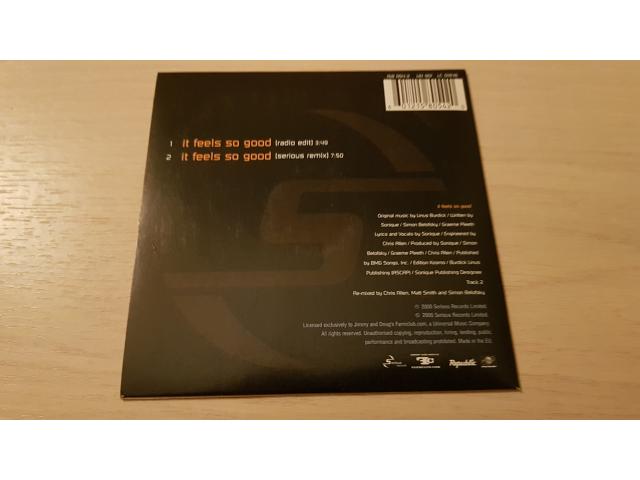 1 it feels so good (radio edit) 3:49
2 it feels so good (serious remix) 7:50
it feels so good
Original music by Linus Burdick / Written by
Sonique / Simon Belofsky / Graeme Pleeth
Lyrics and Vocals by Sonique / Engineered by
Chris Allen / Produced by Sonique / Simon
Belofsky / Graeme Pleeth / Chris Allen / Published
by BMG Songs, Inc. / Edition Kosmo / Burdick Linus
Publishing (ASCAP) / Sonique Publishing Designee
Track 2
Re-mixed by Chris Allen, Matt Smith and Simon Belofsky
℗ 2000 Serious Records Limited.
© 2000 Serious Records Limited.
Licensed exclusively to Jimmy and Doug's Farmclub.com, a Universal Music Company.
All rights reserved. Unauthorised copying, reproduction, hiring, lending, public
performance and broadcasting prohibited. Made in the EU.
Republic